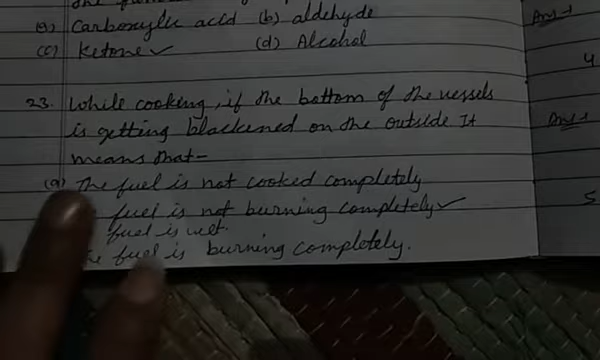 (a) Carboxylic acid (b) aldehyde
(c) Ketone ✓ (d) Alcohol
23. While cooking, if the bottom of the vessels
is getting blackened on the outside It
means that-
(a) The fuel is not cooked completely
fuel is not burning completely ✓
fuel is wet.
fuel is burning completely.
Ans→
4
Ans→
5